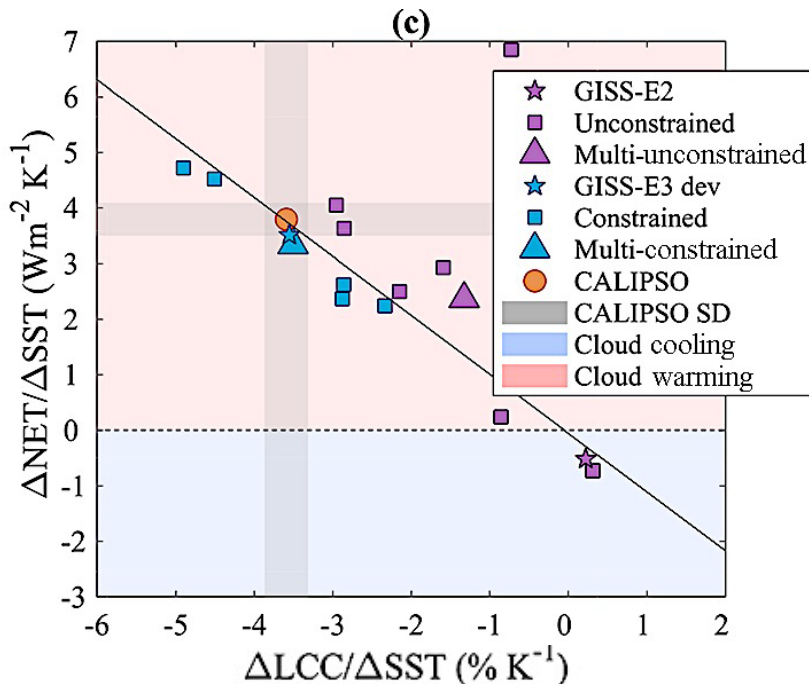 (c)
ΔNET/ΔSST (Wm⁻² K⁻¹)
7
6
5
4
3
2
1
0
-1
-2
-3
GISS-E2
Unconstrained
Multi-unconstrained
GISS-E3 dev
Constrained
Multi-constrained
CALIPSO
CALIPSO SD
Cloud cooling
Cloud warming
-6 -5 -4 -3 -2 -1 0 1 2
ΔLCC/ΔSST (% K⁻¹)